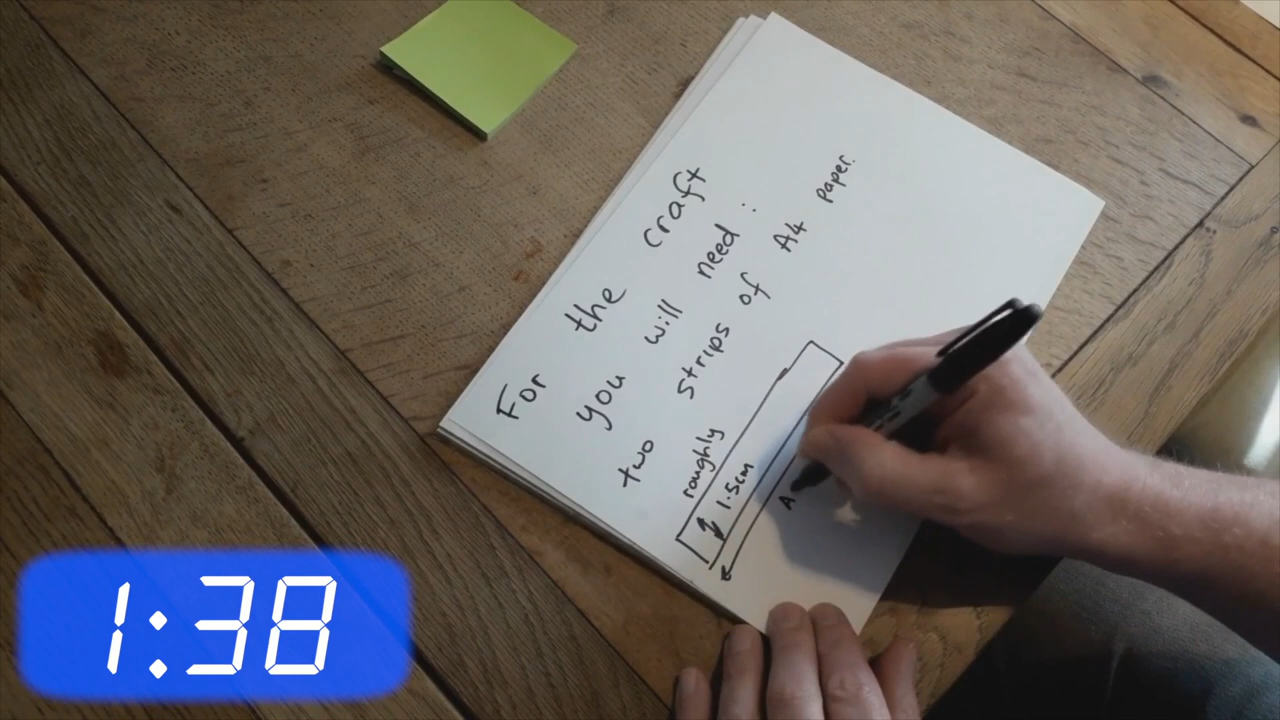 For the craft
you will need:
two strips of A4 paper.
roughly
1.5cm
A
1:38